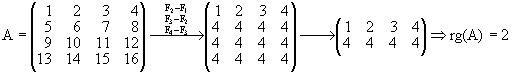 A = ( 1 2 3 4 ; 5 6 7 8 ; 9 10 11 12 ; 13 14 15 16 ) F₂-F₁ F₃-F₂ F₄-F₃ ⟶ ( 1 2 3 4 ; 4 4 4 4 ; 4 4 4 4 ; 4 4 4 4 ) ⟶ ( 1 2 3 4 ; 4 4 4 4 ) ⇒ rg(A) = 2